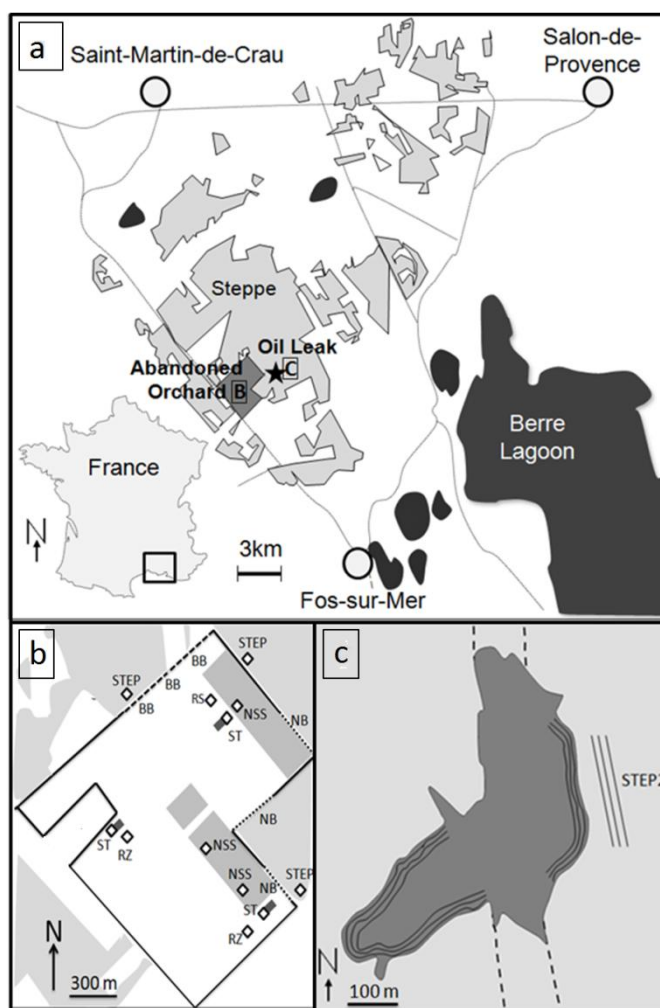 a
Saint-Martin-de-Crau
Salon-de-
Provence
Steppe
Oil Leak
C
Abandoned
Orchard B
Berre
Lagoon
France
N
3km
Fos-sur-Mer
b
STEP
STEP
BB
BB
BB
RS
NSS
ST
NB
ST
RZ
NSS
NB
NSS
NB
STEP
ST
RZ
N
300 m
c
STEP2
N
100 m